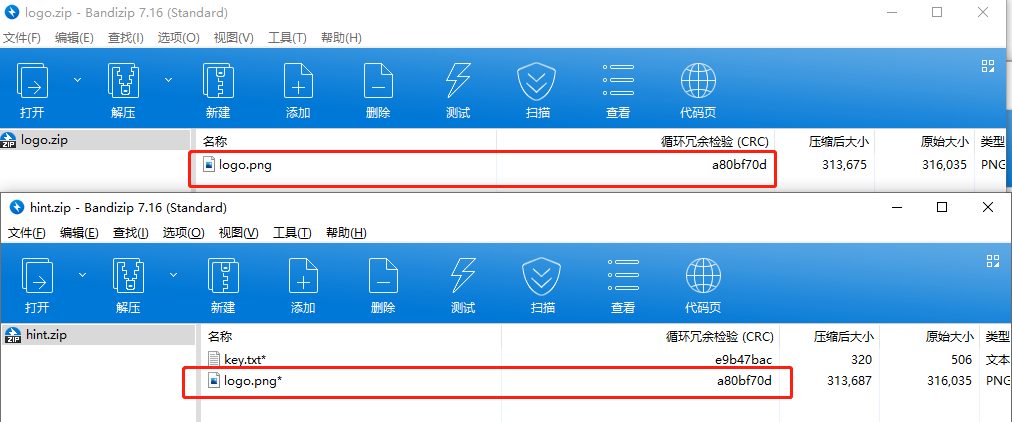 logo.zip - Bandizip 7.16 (Standard)
文件(F) 编辑(E) 查找(I) 选项(O) 视图(V) 工具(T) 帮助(H)
打开 解压 新建 添加 删除 测试 扫描 查看 代码页
logo.zip 名称 循环冗余检验 (CRC) 压缩后大小 原始大小 类型
ZIP
logo.png a80bf70d 313,675 316,035 PNG
hint.zip - Bandizip 7.16 (Standard)
文件(F) 编辑(E) 查找(I) 选项(O) 视图(V) 工具(T) 帮助(H)
打开 解压 新建 添加 删除 测试 扫描 查看 代码页
hint.zip 名称 循环冗余检验 (CRC) 压缩后大小 原始大小 类型
ZIP
key.txt* e9b47bac 320 506 文本
logo.png* a80bf70d 313,687 316,035 PNG